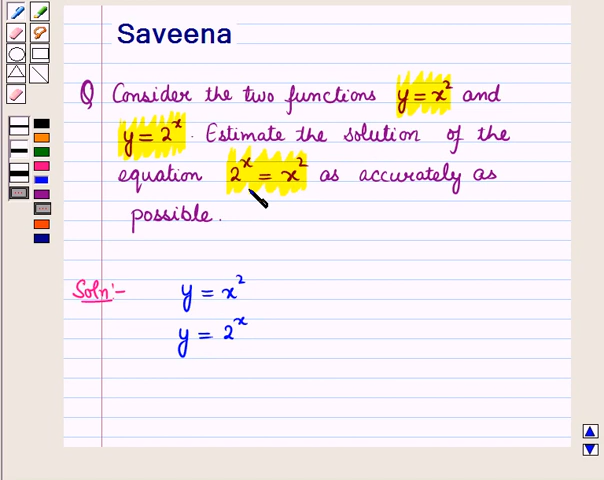 Saveena
Q Consider the two functions y = x² and
y = 2ˣ. Estimate the solution of the
equation 2ˣ = x² as accurately as
possible.
Soln:- y = x²
y = 2ˣ